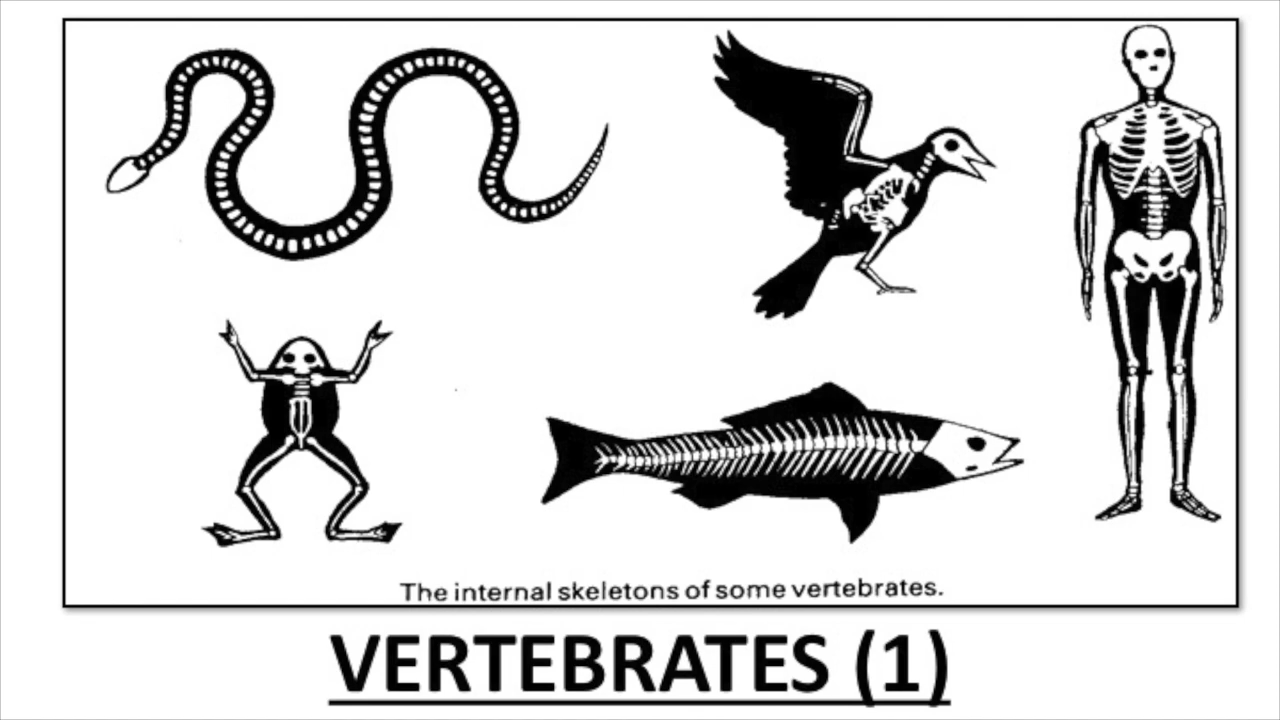 The internal skeletons of some vertebrates.
VERTEBRATES (1)